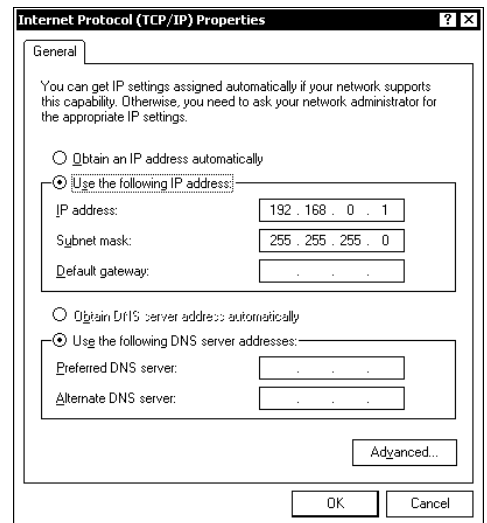 Internet Protocol (TCP/IP) Properties
? X
General
You can get IP settings assigned automatically if your network supports
this capability. Otherwise, you need to ask your network administrator for
the appropriate IP settings.
Obtain an IP address automatically
Use the following IP address:
IP address: 192 . 168 . 0 . 1
Subnet mask: 255 . 255 . 255 . 0
Default gateway: . . .
Obtain DNS server address automatically
Use the following DNS server addresses:
Preferred DNS server: . . .
Alternate DNS server: . . .
Advanced...
OK Cancel